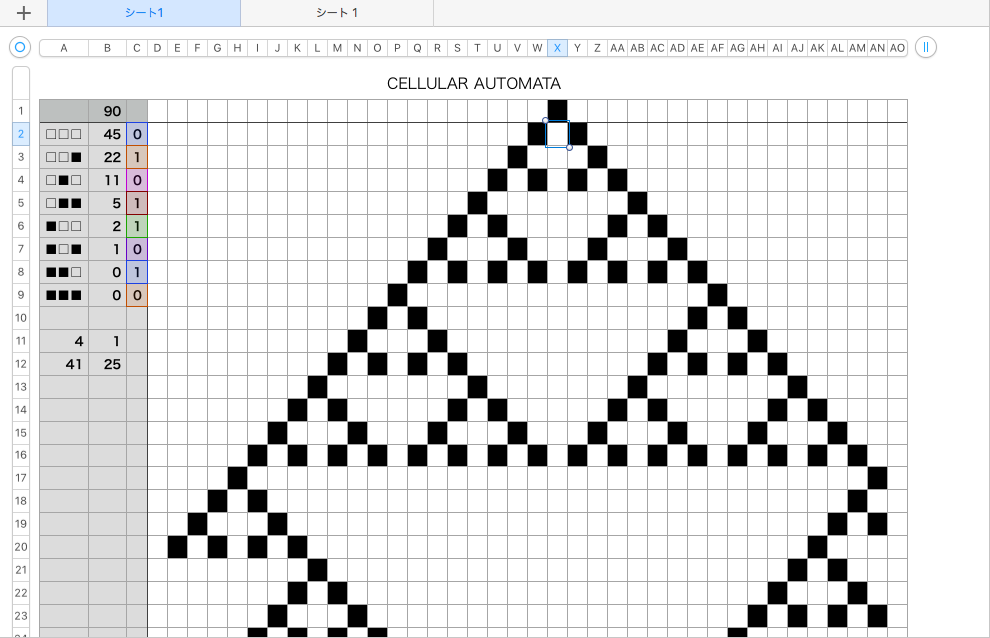 シート1
シート 1
A B C D E F G H I J K L M N O P Q R S T U V W X Y Z AA AB AC AD AE AF AG AH AI AJ AK AL AM AN AO
CELLULAR AUTOMATA
1 90
2 □□□ 45 0
3 □□■ 22 1
4 □■□ 11 0
5 □■■ 5 1
6 ■□□ 2 1
7 ■□■ 1 0
8 ■■□ 0 1
9 ■■■ 0 0
10
11 4 1
12 41 25
13
14
15
16
17
18
19
20
21
22
23